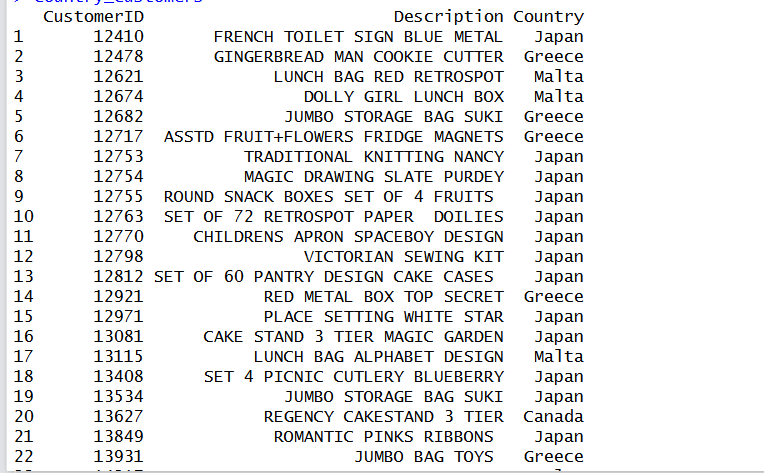 > Country_Customers
CustomerID Description Country
1 12410 FRENCH TOILET SIGN BLUE METAL Japan
2 12478 GINGERBREAD MAN COOKIE CUTTER Greece
3 12621 LUNCH BAG RED RETROSPOT Malta
4 12674 DOLLY GIRL LUNCH BOX Malta
5 12682 JUMBO STORAGE BAG SUKI Greece
6 12717 ASSTD FRUIT+FLOWERS FRIDGE MAGNETS Greece
7 12753 TRADITIONAL KNITTING NANCY Japan
8 12754 MAGIC DRAWING SLATE PURDEY Japan
9 12755 ROUND SNACK BOXES SET OF 4 FRUITS Japan
10 12763 SET OF 72 RETROSPOT PAPER  DOILIES Japan
11 12770 CHILDRENS APRON SPACEBOY DESIGN Japan
12 12798 VICTORIAN SEWING KIT Japan
13 12812 SET OF 60 PANTRY DESIGN CAKE CASES Japan
14 12921 RED METAL BOX TOP SECRET Greece
15 12971 PLACE SETTING WHITE STAR Japan
16 13081 CAKE STAND 3 TIER MAGIC GARDEN Japan
17 13115 LUNCH BAG ALPHABET DESIGN Malta
18 13408 SET 4 PICNIC CUTLERY BLUEBERRY Japan
19 13534 JUMBO STORAGE BAG SUKI Japan
20 13627 REGENCY CAKESTAND 3 TIER Canada
21 13849 ROMANTIC PINKS RIBBONS Japan
22 13931 JUMBO BAG TOYS Greece